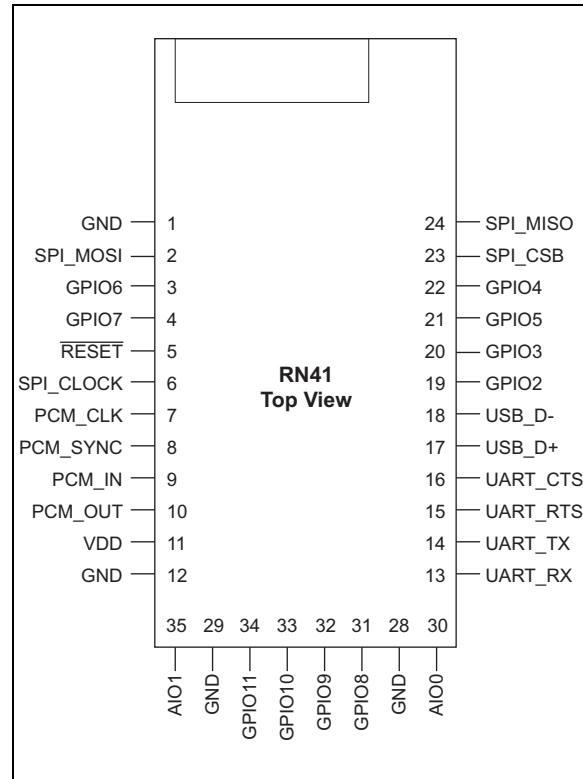 GND 1
SPI_MOSI 2
GPIO6 3
GPIO7 4
RESET 5
SPI_CLOCK 6
PCM_CLK 7
PCM_SYNC 8
PCM_IN 9
PCM_OUT 10
VDD 11
GND 12
RN41
Top View
24 SPI_MISO
23 SPI_CSB
22 GPIO4
21 GPIO5
20 GPIO3
19 GPIO2
18 USB_D-
17 USB_D+
16 UART_CTS
15 UART_RTS
14 UART_TX
13 UART_RX
35 29 34 33 32 31 28 30
AIO1
GND
GPIO11
GPIO10
GPIO9
GPIO8
GND
AIO0